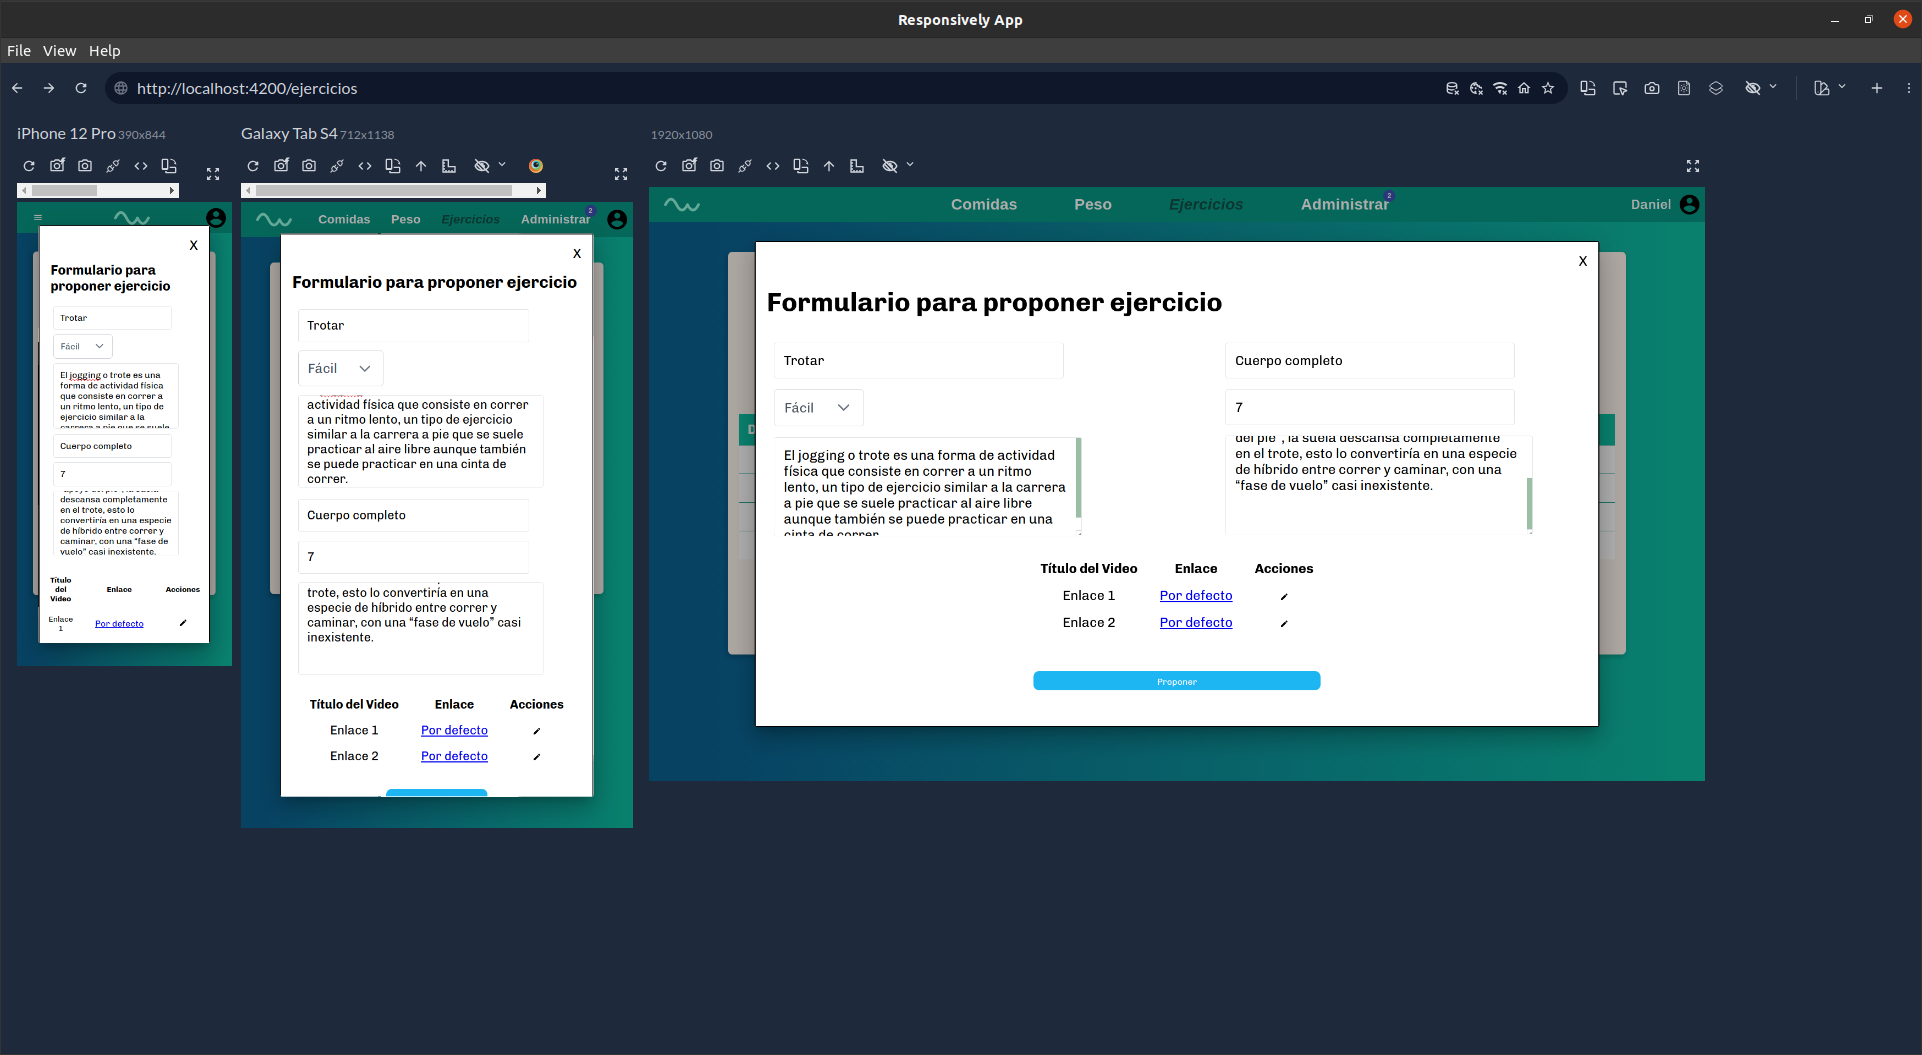 Responsively App
File View Help
http://localhost:4200/ejercicios
iPhone 12 Pro 390x844
Galaxy Tab S4 712x1138
1920x1080
X
Formulario para
proponer ejercicio
Trotar
Fácil
El jogging o trote es una
forma de actividad física
que consiste en correr a
un ritmo lento, un tipo de
ejercicio similar a la
carrera a pie que se suele
Cuerpo completo
7
apoyo del pie", la suela
descansa completamente
en el trote, esto lo
convertiría en una especie
de híbrido entre correr y
caminar, con una “fase de
vuelo” casi inexistente.
Título
del
Video
Enlace
Acciones
Enlace
1
Por defecto
Comidas Peso Ejercicios Administrar 2
X
Formulario para proponer ejercicio
Trotar
Fácil
actividad física que consiste en correr
a un ritmo lento, un tipo de ejercicio
similar a la carrera a pie que se suele
practicar al aire libre aunque también
se puede practicar en una cinta de
correr.
Cuerpo completo
7
trote, esto lo convertiría en una
especie de híbrido entre correr y
caminar, con una “fase de vuelo” casi
inexistente.
Título del Video Enlace Acciones
Enlace 1 Por defecto
Enlace 2 Por defecto
Comidas Peso Ejercicios Administrar 2 Daniel
X
Formulario para proponer ejercicio
Trotar
Cuerpo completo
Fácil
7
El jogging o trote es una forma de actividad
física que consiste en correr a un ritmo
lento, un tipo de ejercicio similar a la carrera
a pie que se suele practicar al aire libre
aunque también se puede practicar en una
cinta de correr.
del pie", la suela descansa completamente
en el trote, esto lo convertiría en una especie
de híbrido entre correr y caminar, con una
“fase de vuelo” casi inexistente.
Título del Video Enlace Acciones
Enlace 1 Por defecto
Enlace 2 Por defecto
Proponer
D